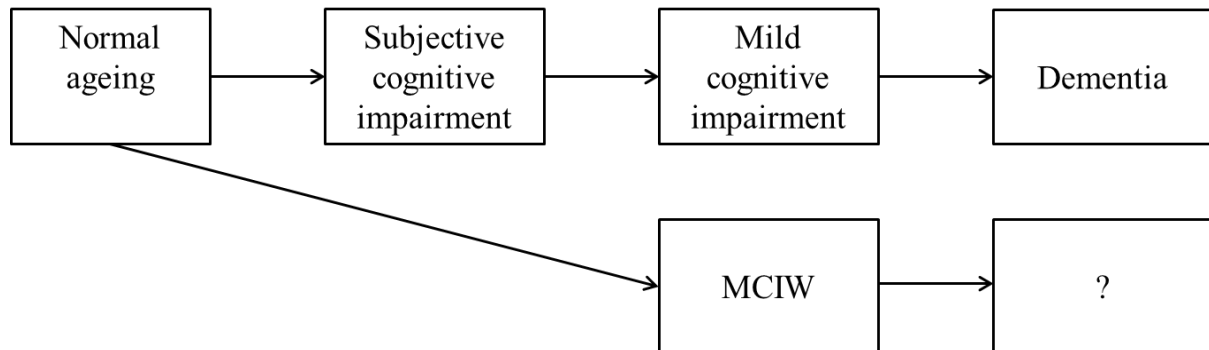 Normal
ageing
Subjective
cognitive
impairment
Mild
cognitive
impairment
Dementia
MCIW
?